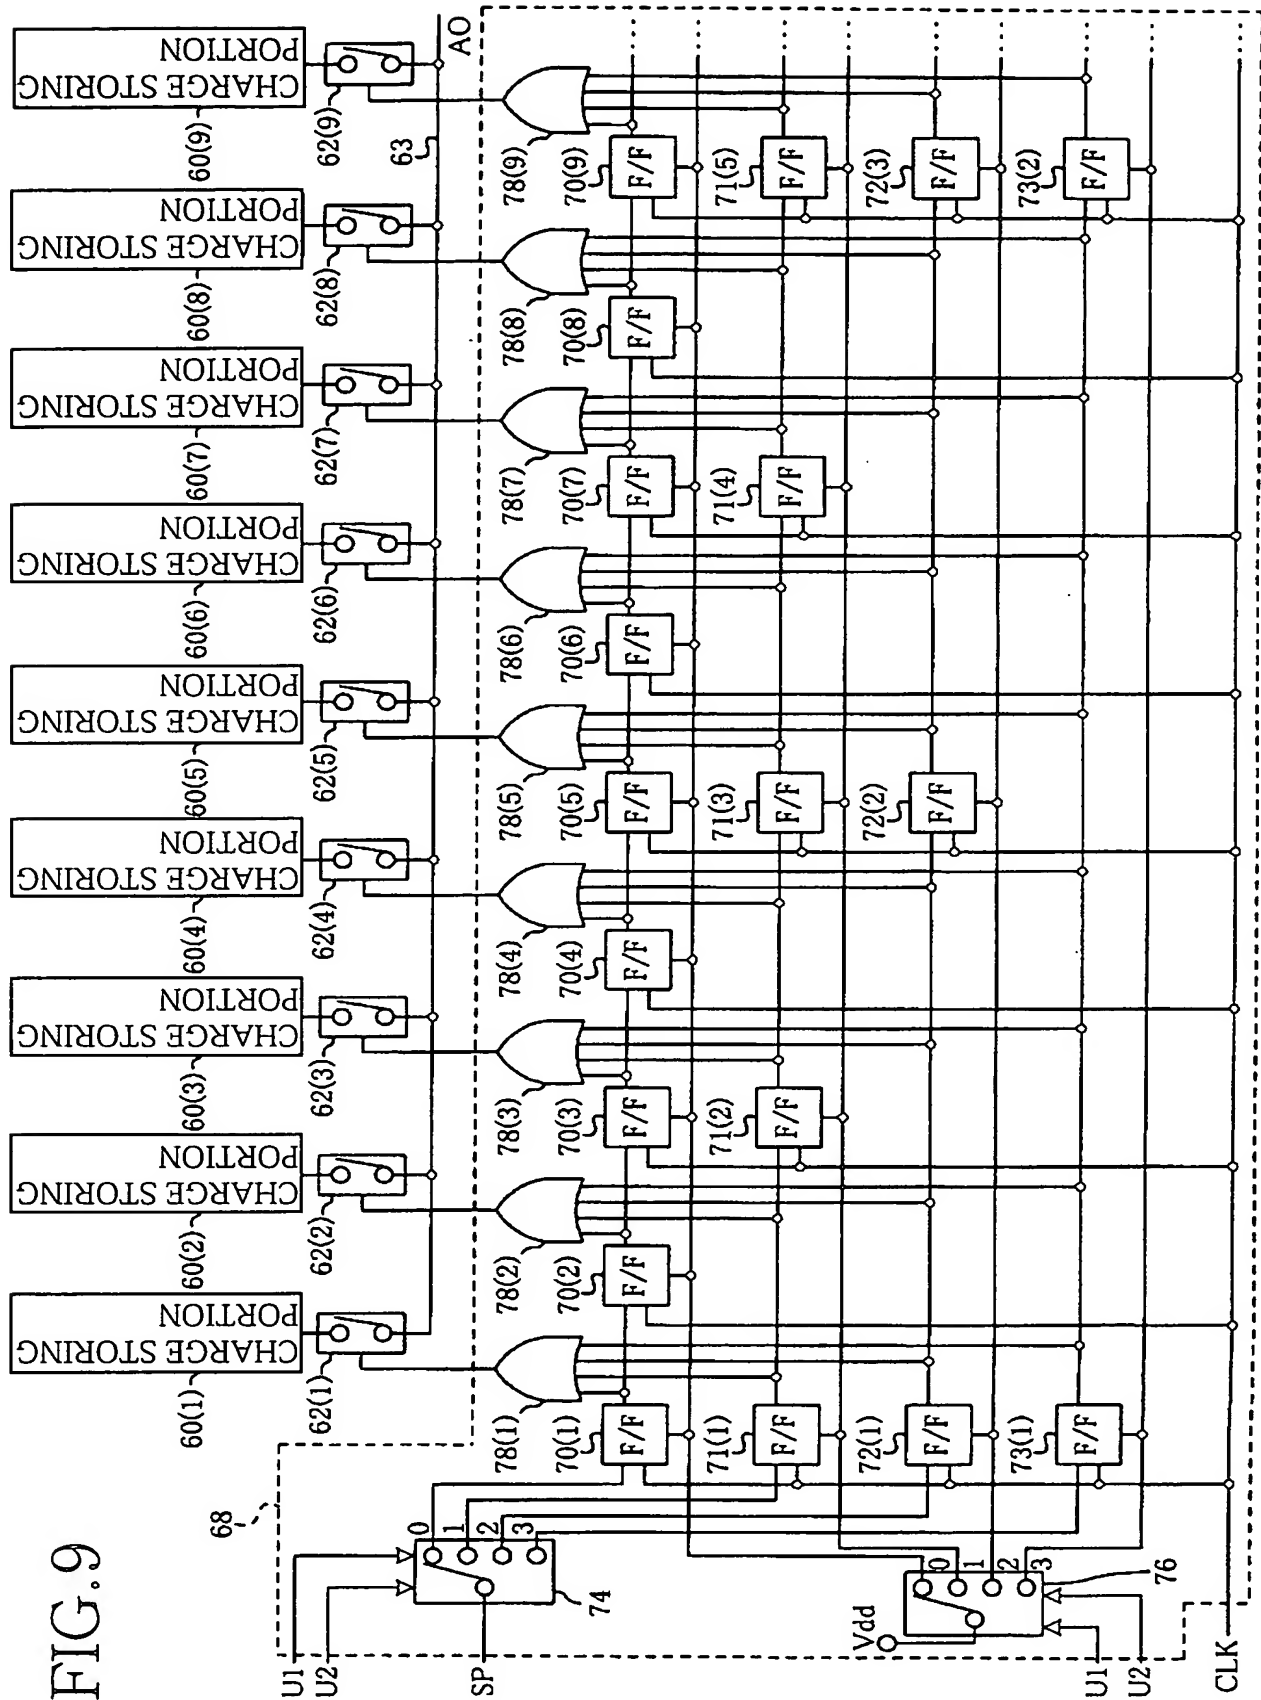 FIG.9
CHARGE STORING
PORTION
CHARGE STORING
PORTION
CHARGE STORING
PORTION
CHARGE STORING
PORTION
CHARGE STORING
PORTION
CHARGE STORING
PORTION
CHARGE STORING
PORTION
CHARGE STORING
PORTION
CHARGE STORING
PORTION
60(1)
60(2)
60(3)
60(4)
60(5)
60(6)
60(7)
60(8)
60(9)
62(1)
62(2)
62(3)
62(4)
62(5)
62(6)
62(7)
62(8)
62(9)
63
AO
68
U1
U2
SP
0
1
2
3
74
78(1)
78(2)
78(3)
78(4)
78(5)
78(6)
78(7)
78(8)
78(9)
70(1)
70(2)
70(3)
70(4)
70(5)
70(6)
70(7)
70(8)
70(9)
F/F
F/F
F/F
F/F
F/F
F/F
F/F
F/F
F/F
71(1)
71(2)
71(3)
71(4)
71(5)
F/F
F/F
F/F
F/F
F/F
72(1)
72(2)
72(3)
F/F
F/F
F/F
73(1)
73(2)
F/F
F/F
Vdd
0
1
2
3
76
U1
U2
CLK